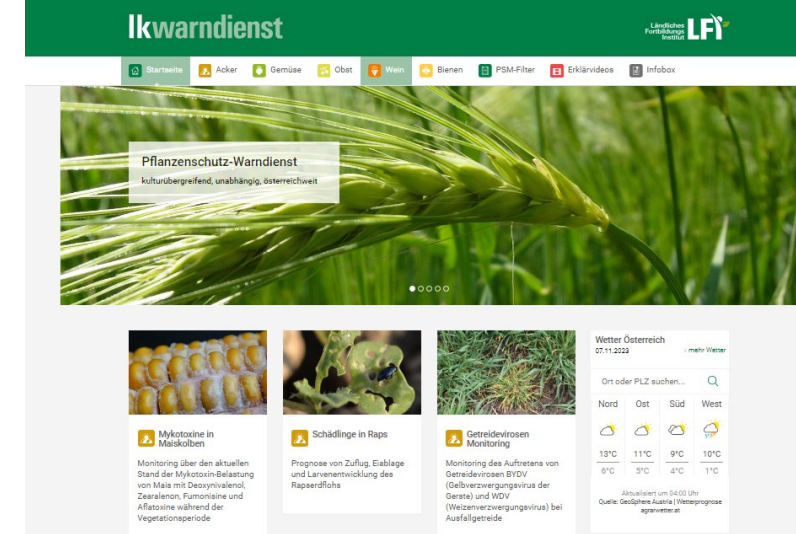 lkwarndienst
Ländliches
Fortbildungs
Institut
LFI
Startseite
Acker
Gemüse
Obst
Wein
Bienen
PSM-Filter
Erklärvideos
Infobox
Pflanzenschutz-Warndienst
kulturübergreifend, unabhängig, österreichweit
Mykotoxine in
Maiskolben
Monitoring über den aktuellen
Stand der Mykotoxin-Belastung
von Mais mit Deoxynivalenol,
Zearalenon, Fumonisine und
Aflatoxine während der
Vegetationsperiode
Schädlinge in Raps
Prognose von Zuflug, Eiablage
und Larvenentwicklung des
Rapserdflohs
Getreidevirosen
Monitoring
Monitoring des Auftretens von
Getreidevirosen BYDV
(Gelbverzwergungsvirus der
Gerste) und WDV
(Weizenverzwergungsvirus) bei
Ausfallgetreide
Wetter Österreich
07.11.2023
› mehr Wetter
Ort oder PLZ suchen...
Nord Ost Süd West
13°C 11°C 9°C 10°C
6°C 5°C 4°C 1°C
Aktualisiert um 04:00 Uhr
Quelle: GeoSphere Austria | Wetterprognose
agrarwetter.at